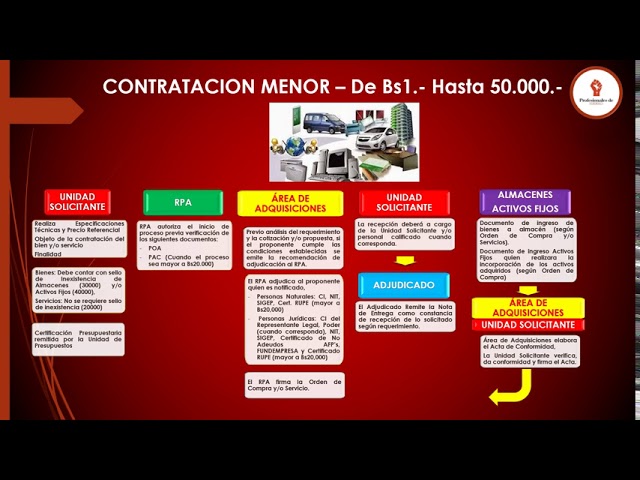 CONTRATACION MENOR – De Bs1.- Hasta 50.000.-
Profesionales de
UNIDAD
SOLICITANTE
Realiza Especificaciones
Técnicas y Precio Referencial
Objeto de la contratación del
bien y/o servicio
Finalidad
Bienes: Debe contar con sello
de Inexistencia de
Almacenes (30000) y/o
Activos Fijos (40000).
Servicios: No se requiere sello
de inexistencia (20000)
Certificación Presupuestaria
remitida por la Unidad de
Presupuestos
RPA
RPA autoriza el inicio de
proceso previa verificación de
los siguientes documentos:
- POA
- PAC (Cuando el proceso
sea mayor a Bs20.000)
ÁREA DE
ADQUISICIONES
Previo análisis del requerimiento
y la cotización y/o propuesta, si
el proponente cumple las
condiciones establecidas se
emite la recomendación de
adjudicación al RPA.
El RPA adjudica al proponente
quien es notificado,
- Personas Naturales: CI, NIT,
SIGEP, Cert. RUPE (mayor a
Bs20,000)
- Personas Jurídicas: CI del
Representante Legal, Poder
(cuando corresponda), NIT,
SIGEP, Certificado de No
Adeudos AFP's,
FUNDEMPRESA y Certificado
RUPE (mayor a Bs20,000)
El RPA firma la Orden de
Compra y/o Servicio.
UNIDAD
SOLICITANTE
La recepción deberá a cargo
de la Unidad Solicitante y/o
personal calificado cuando
corresponda.
ADJUDICADO
El Adjudicado Remite la Nota
de Entrega como constancia
de recepción de lo solicitado
según requerimiento.
ALMACENES
ACTIVOS FIJOS
Documento de ingreso de
bienes a almacén (según
Orden de Compra y/o
Servicios).
Documento de Ingreso Activos
Fijos quien realizara la
incorporación de los activos
adquiridos (según Orden de
Compra)
ÁREA DE
ADQUISICIONES
UNIDAD SOLICITANTE
Área de Adquisiciones elabora
el Acta de Conformidad,
La Unidad Solicitante verifica,
da conformidad y firma el Acta.